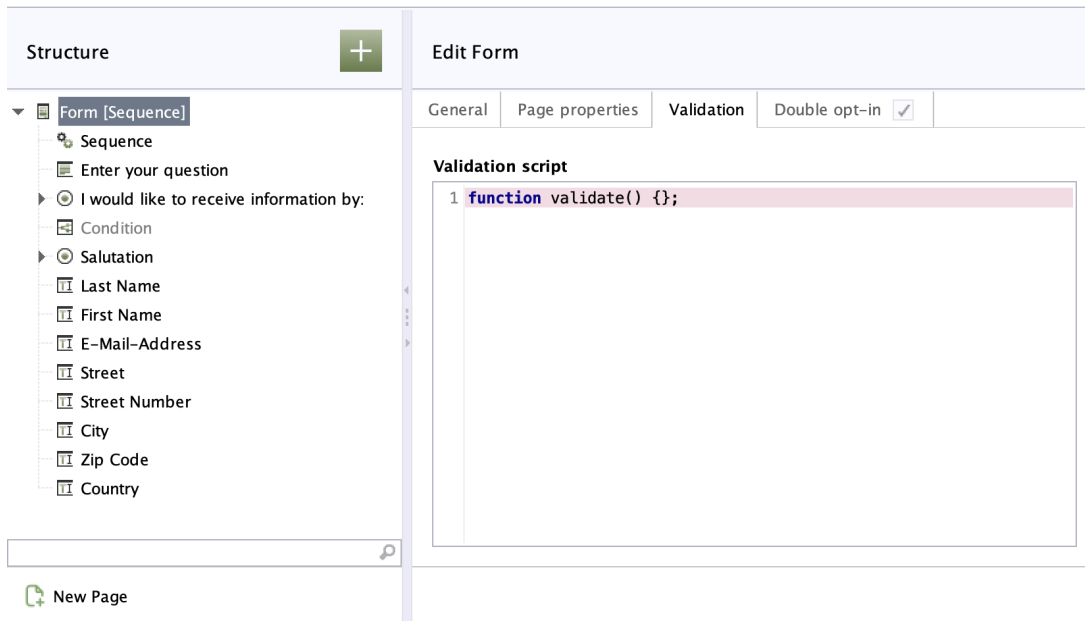 Structure
Form [Sequence]
Sequence
Enter your question
I would like to receive information by:
Condition
Salutation
Last Name
First Name
E-Mail-Address
Street
Street Number
City
Zip Code
Country
New Page
Edit Form
General Page properties Validation Double opt-in
Validation script
1 function validate() {};